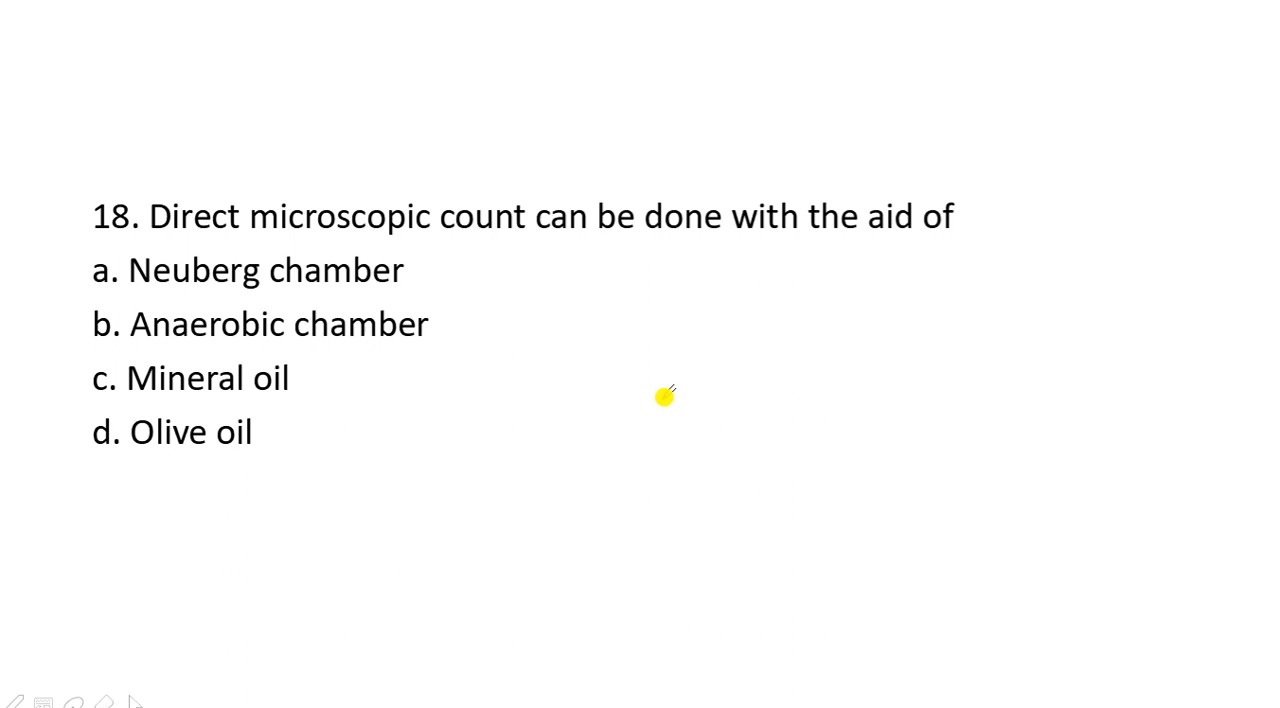 18. Direct microscopic count can be done with the aid of
a. Neuberg chamber
b. Anaerobic chamber
c. Mineral oil
d. Olive oil